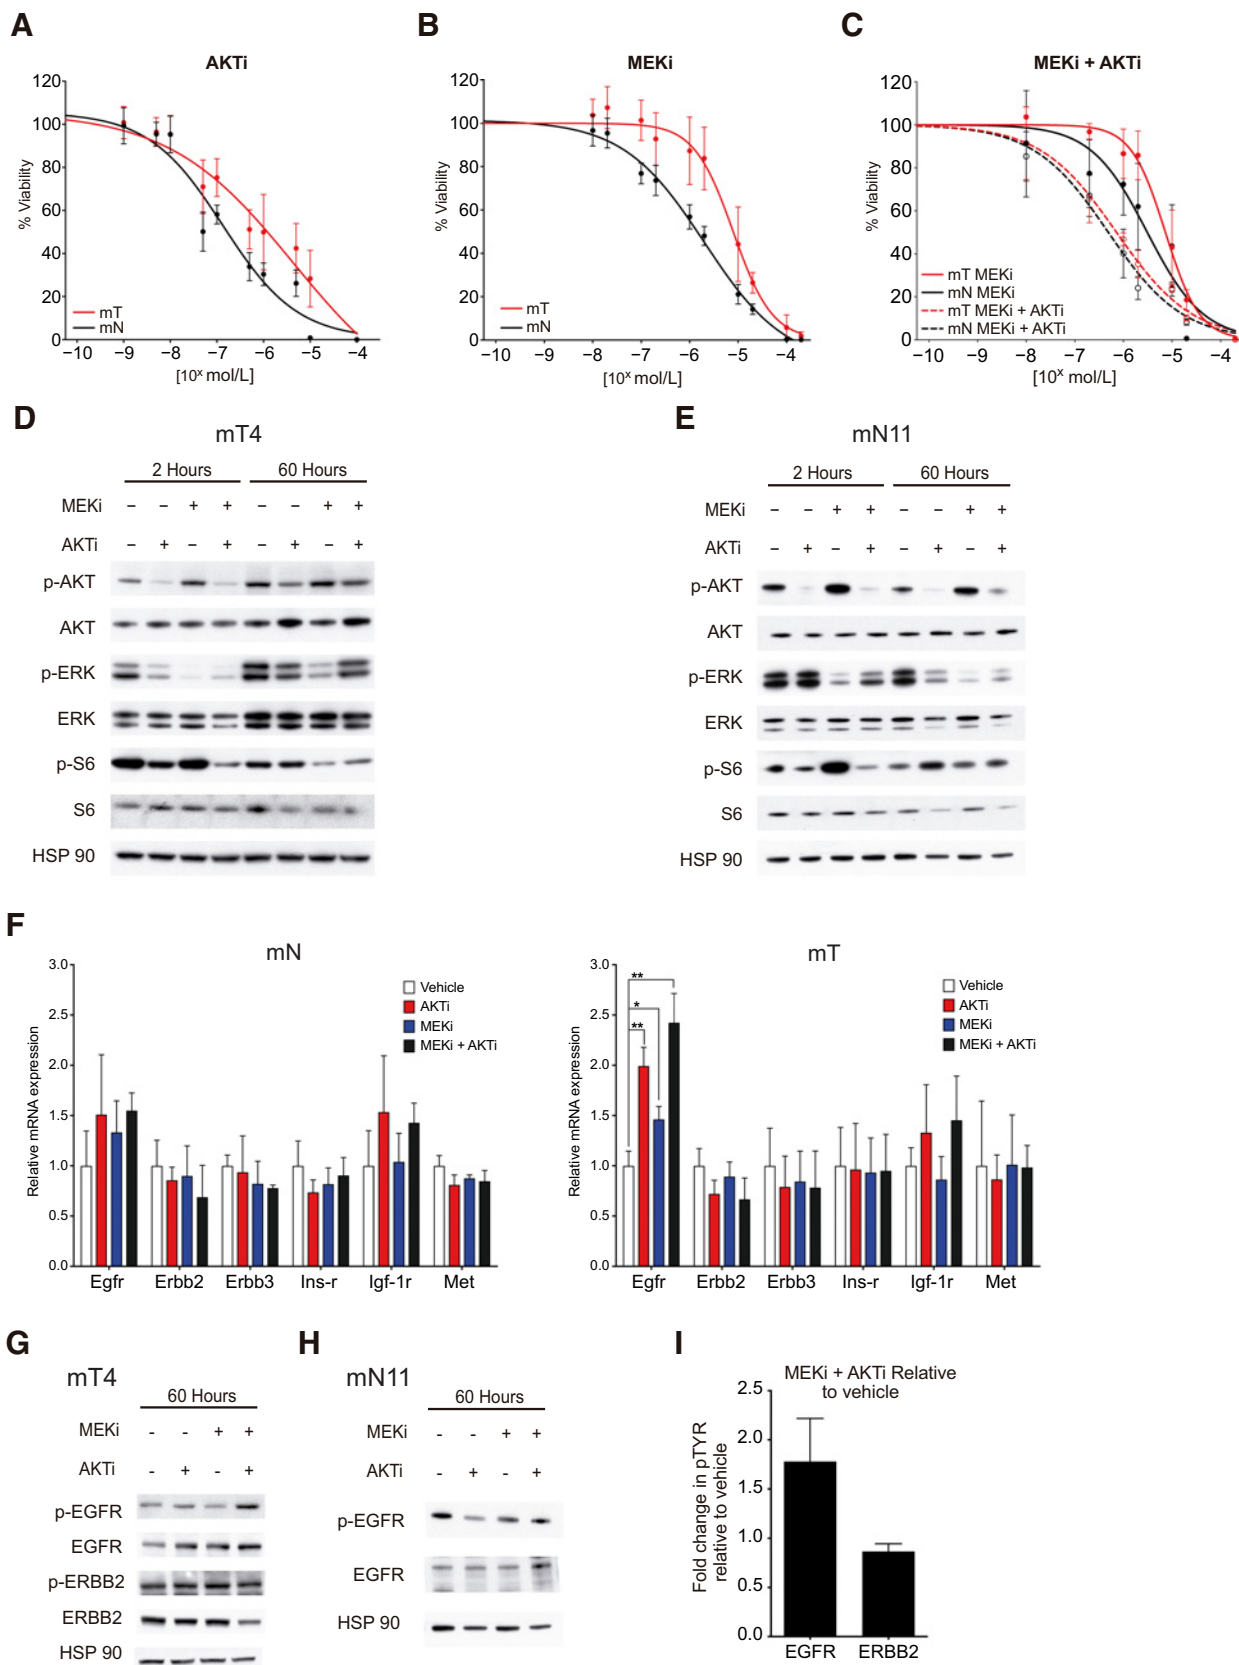 A
B
C
AKTi
MEKi
MEKi + AKTi
120
100
80
60
40
20
0
% Viability
mT
mN
−10 −9 −8 −7 −6 −5 −4
[10ˣ mol/L]
120
100
80
60
40
20
0
% Viability
mT
mN
−10 −9 −8 −7 −6 −5 −4
[10ˣ mol/L]
120
100
80
60
40
20
0
% Viability
mT MEKi
mN MEKi
mT MEKi + AKTi
mN MEKi + AKTi
−10 −9 −8 −7 −6 −5 −4
[10ˣ mol/L]
D
mT4
2 Hours 60 Hours
MEKi − − + + − − + +
AKTi − + − + − + − +
p-AKT
AKT
p-ERK
ERK
p-S6
S6
HSP 90
E
mN11
2 Hours 60 Hours
MEKi − − + + − − + +
AKTi − + − + − + − +
p-AKT
AKT
p-ERK
ERK
p-S6
S6
HSP 90
F
mN
3.0
2.5
2.0
1.5
1.0
0.5
0.0
Relative mRNA expression
Vehicle
AKTi
MEKi
MEKi + AKTi
Egfr Erbb2 Erbb3 Ins-r Igf-1r Met
mT
3.0
2.5
2.0
1.5
1.0
0.5
0.0
Relative mRNA expression
**
*
**
Vehicle
AKTi
MEKi
MEKi + AKTi
Egfr Erbb2 Erbb3 Ins-r Igf-1r Met
G
mT4
60 Hours
MEKi - - + +
AKTi - + - +
p-EGFR
EGFR
p-ERBB2
ERBB2
HSP 90
H
mN11
60 Hours
MEKi - - + +
AKTi - + - +
p-EGFR
EGFR
HSP 90
I
MEKi + AKTi Relative
to vehicle
2.5
2.0
1.5
1.0
0.5
0.0
Fold change in pTYR
relative to vehicle
EGFR ERBB2